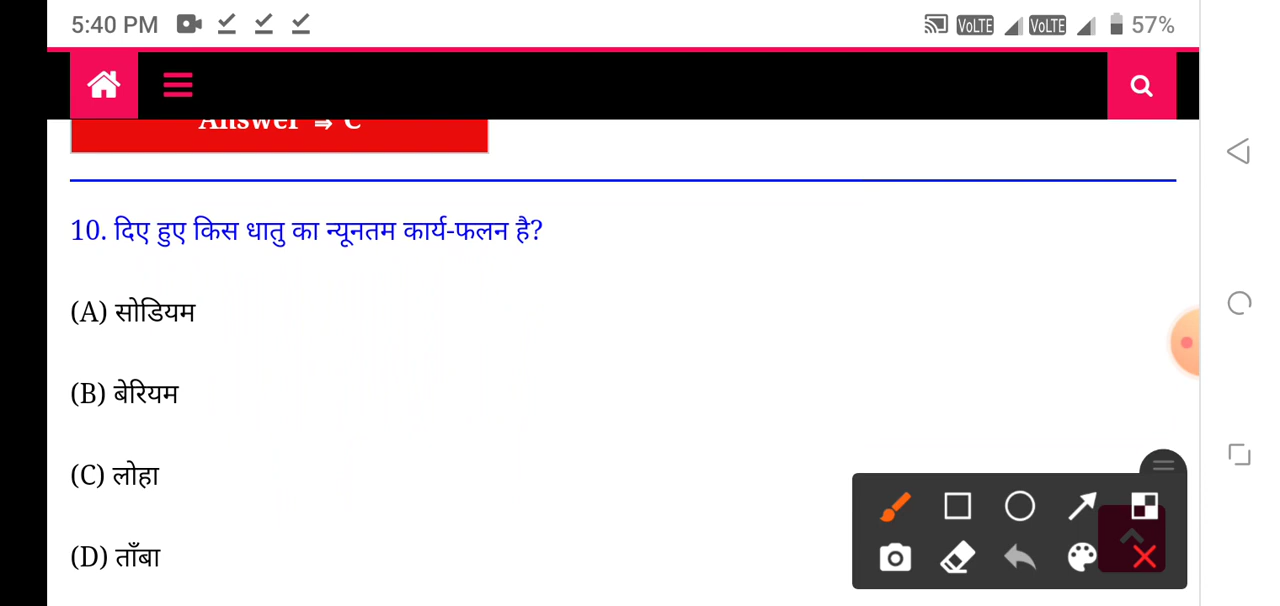 5:40 PM VoLTE VoLTE 57%
Answer ⇒ C
10. दिए हुए किस धातु का न्यूनतम कार्य-फलन है?
(A) सोडियम
(B) बेरियम
(C) लोहा
(D) ताँबा